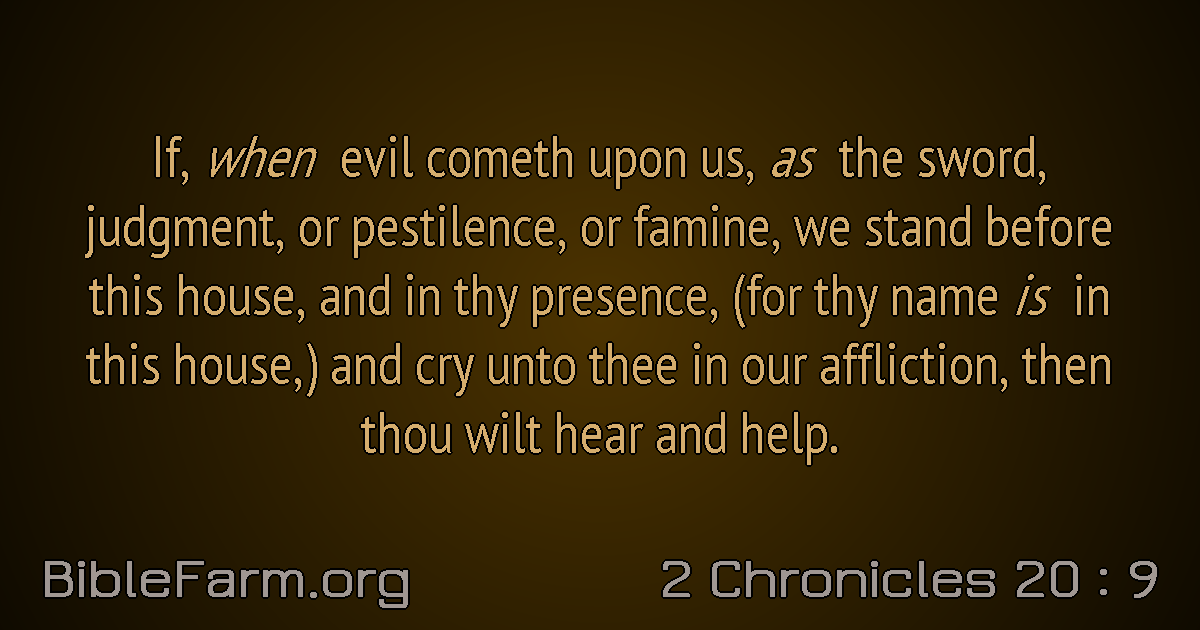 If, when evil cometh upon us, as the sword,
judgment, or pestilence, or famine, we stand before
this house, and in thy presence, (for thy name is in
this house,) and cry unto thee in our affliction, then
thou wilt hear and help.
BibleFarm.org
2 Chronicles 20 : 9